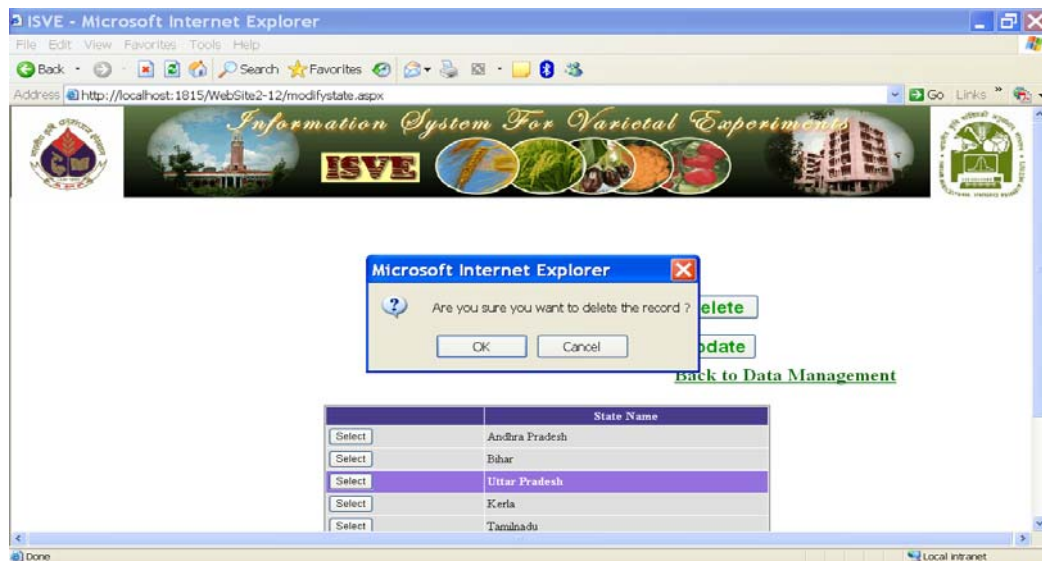 ISVE - Microsoft Internet Explorer
File Edit View Favorites Tools Help
Back Search Favorites
Address http://localhost:1815/WebSite2-12/modifystate.aspx Go Links »
Information System For Varietal Experiments
ISVE
Microsoft Internet Explorer
Are you sure you want to delete the record ?
OK Cancel
elete
pdate
Back to Data Management
State Name
Select Andhra Pradesh
Select Bihar
Select Uttar Pradesh
Select Kerla
Select Tamilnadu
Done Local intranet